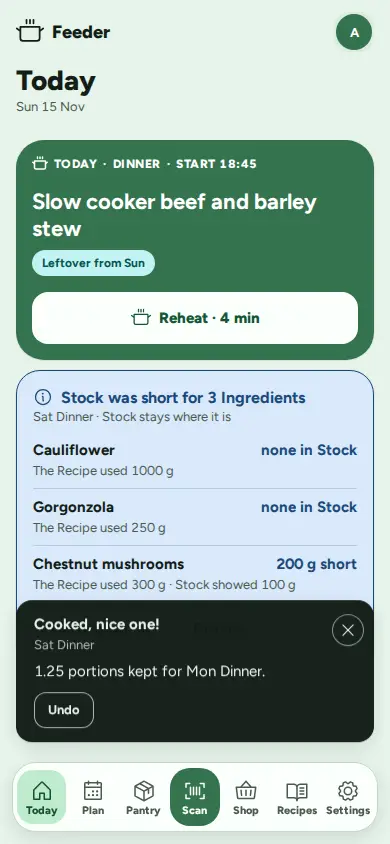 Feeder
A
Today
Sun 15 Nov
TODAY · DINNER · START 18:45
Slow cooker beef and barley
stew
Leftover from Sun
Reheat · 4 min
Stock was short for 3 Ingredients
Sat Dinner · Stock stays where it is
Cauliflower
none in Stock
The Recipe used 1000 g
Gorgonzola
none in Stock
The Recipe used 250 g
Chestnut mushrooms
200 g short
The Recipe used 300 g · Stock showed 100 g
Cooked, nice one!
Sat Dinner
1.25 portions kept for Mon Dinner.
Undo
Today
Plan
Pantry
Scan
Shop
Recipes
Settings